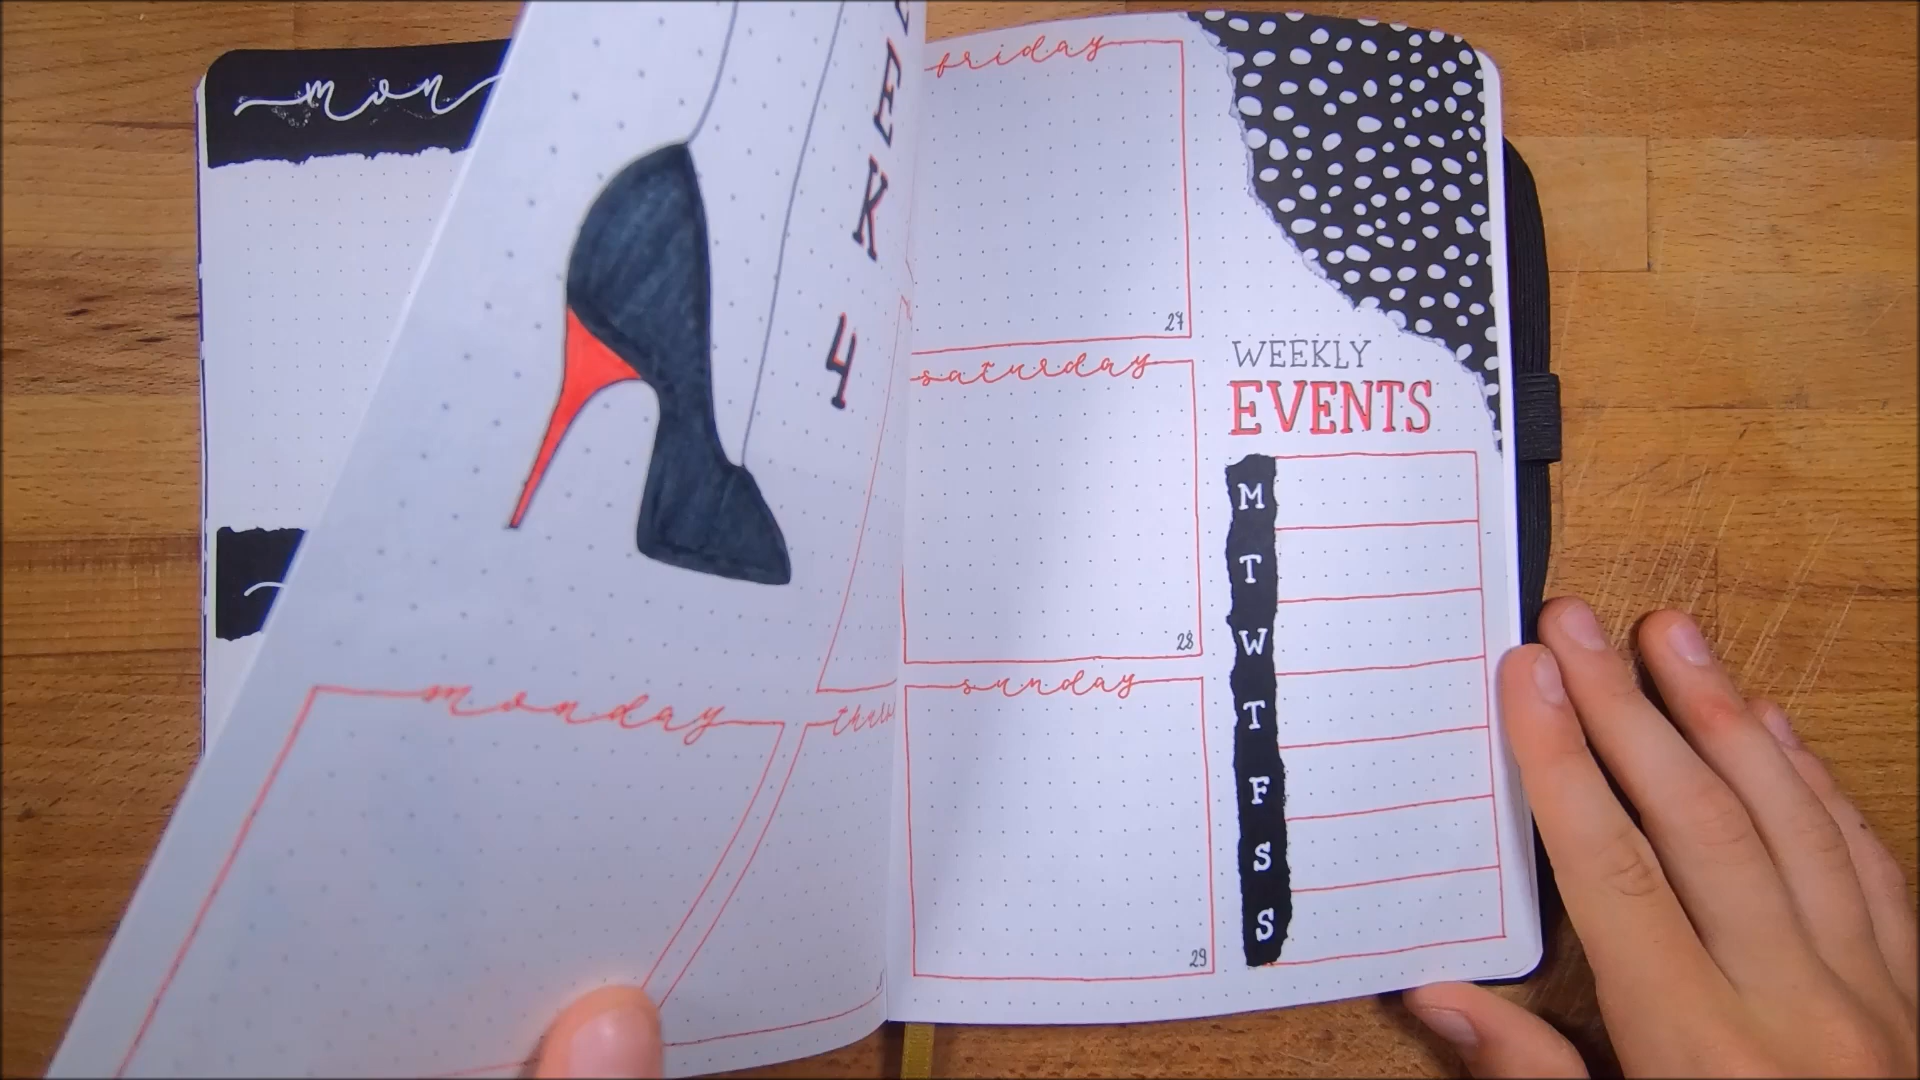 mon
EEK
4
monday
friday
27
saturday
28
sunday
29
WEEKLY
EVENTS
M
T
W
T
F
S
S